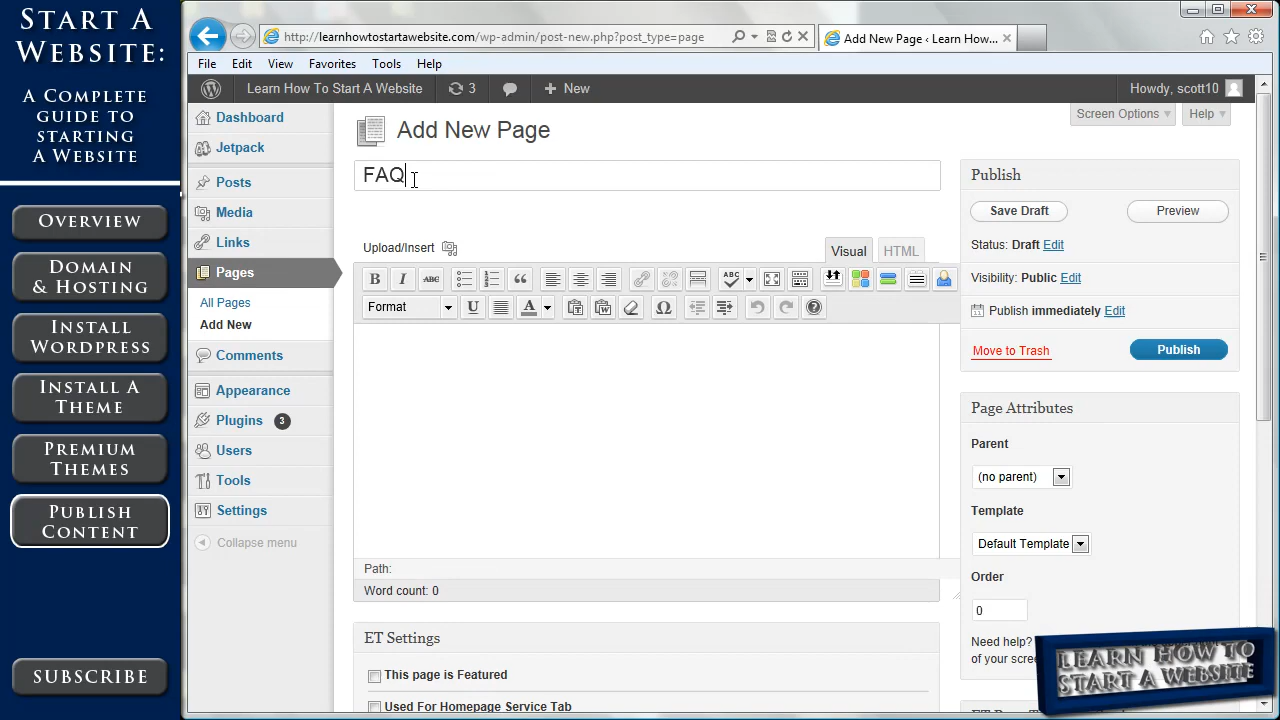 START A
WEBSITE:
A COMPLETE
GUIDE TO
STARTING
A WEBSITE
OVERVIEW
DOMAIN
& HOSTING
INSTALL
WORDPRESS
INSTALL A
THEME
PREMIUM
THEMES
PUBLISH
CONTENT
SUBSCRIBE
http://learnhowtostartawebsite.com/wp-admin/post-new.php?post_type=page
Add New Page ‹ Learn How...
File Edit View Favorites Tools Help
Learn How To Start A Website 3 New Howdy, scott10
Dashboard
Jetpack
Posts
Media
Links
Pages
All Pages
Add New
Comments
Appearance
Plugins 3
Users
Tools
Settings
Collapse menu
Screen Options Help
Add New Page
FAQ
Upload/Insert
Visual HTML
B I ABC ABC
Format U A Ω
Path:
Word count: 0
ET Settings
This page is Featured
Used For Homepage Service Tab
Publish
Save Draft Preview
Status: Draft Edit
Visibility: Public Edit
Publish immediately Edit
Move to Trash Publish
Page Attributes
Parent
(no parent)
Template
Default Template
Order
0
Need help?
of your
LEARN HOW TO
START A WEBSITE